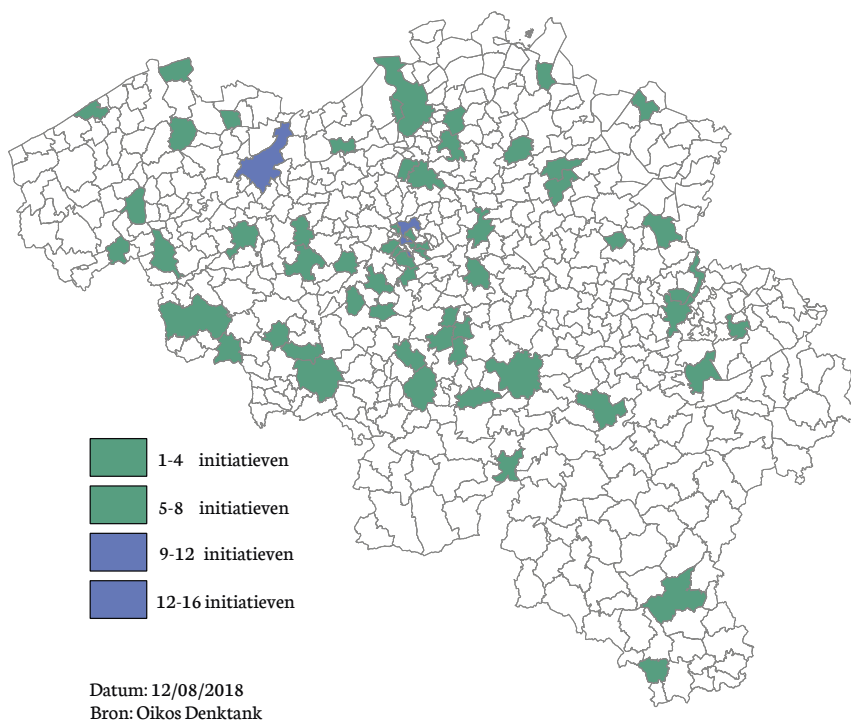 1-4 initiatieven
5-8 initiatieven
9-12 initiatieven
12-16 initiatieven
Datum: 12/08/2018
Bron: Oikos Denktank